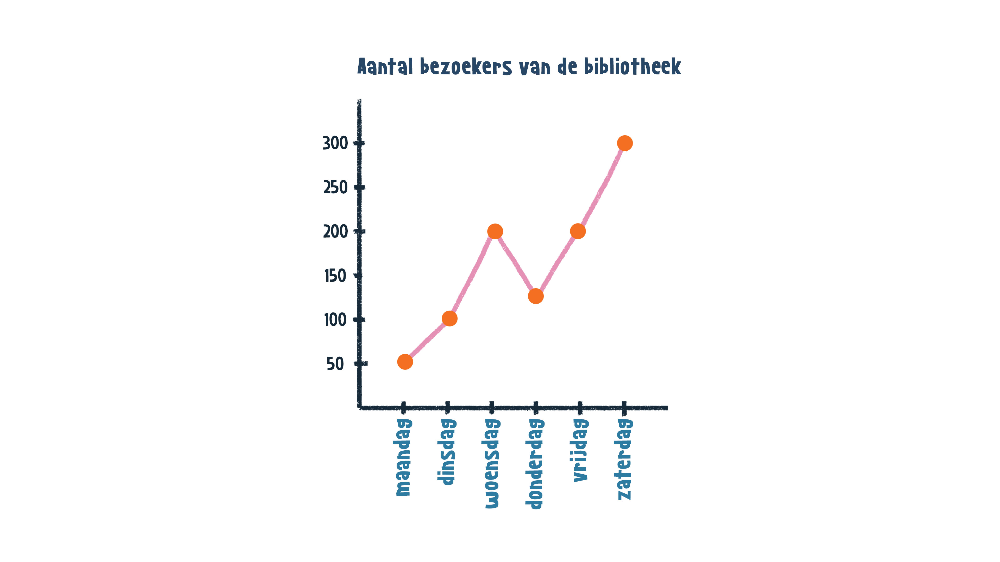 Aantal bezoekers van de bibliotheek
300
250
200
150
100
50
maandag
dinsdag
woensdag
donderdag
vrijdag
zaterdag